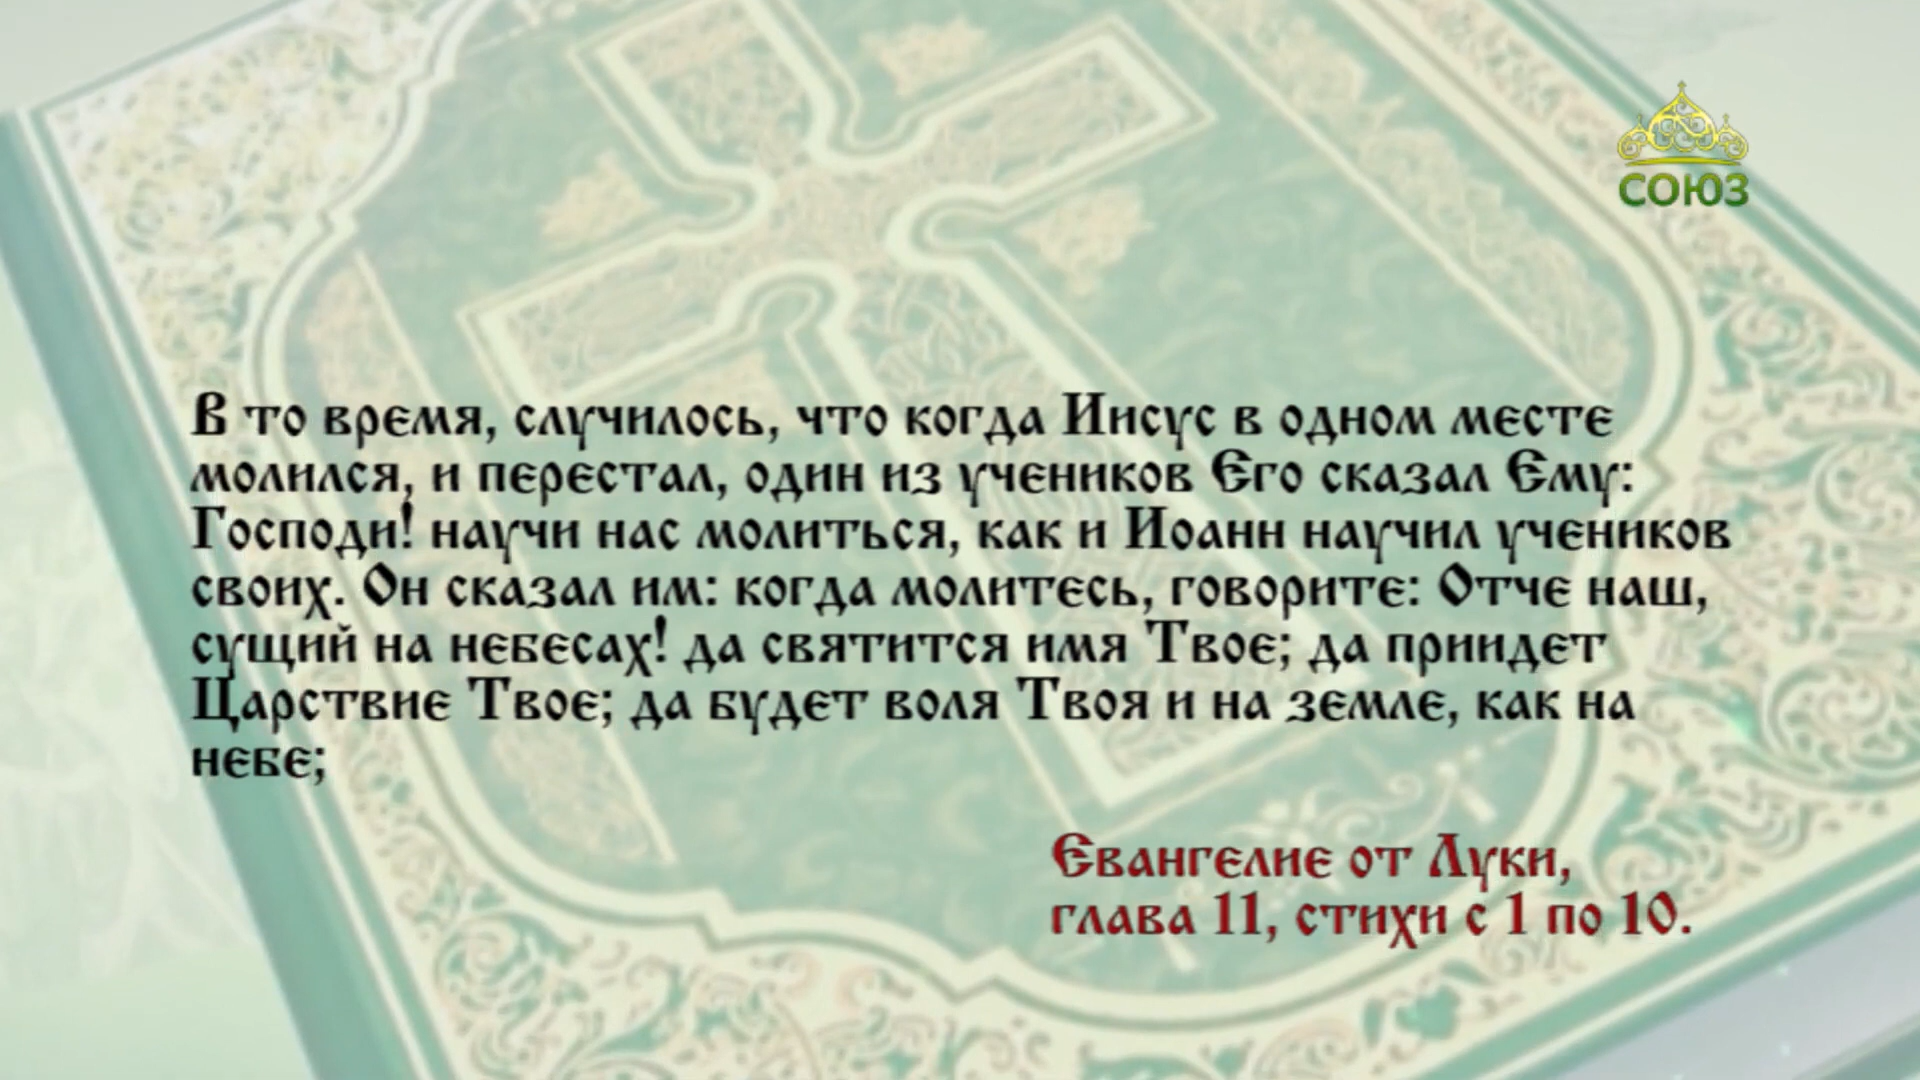 СОЮЗ
В то время, случилось, что когда Иисус в одном месте
молился, и перестал, один из учеников Его сказал Ему:
Господи! научи нас молиться, как и Иоанн научил учеников
своих. Он сказал им: когда молитесь, говорите: Отче наш,
сущий на небесах! да святится имя Твое; да приидет
Царствие Твое; да будет воля Твоя и на земле, как на
небе;
Евангелие от Луки,
глава 11, стихи с 1 по 10.